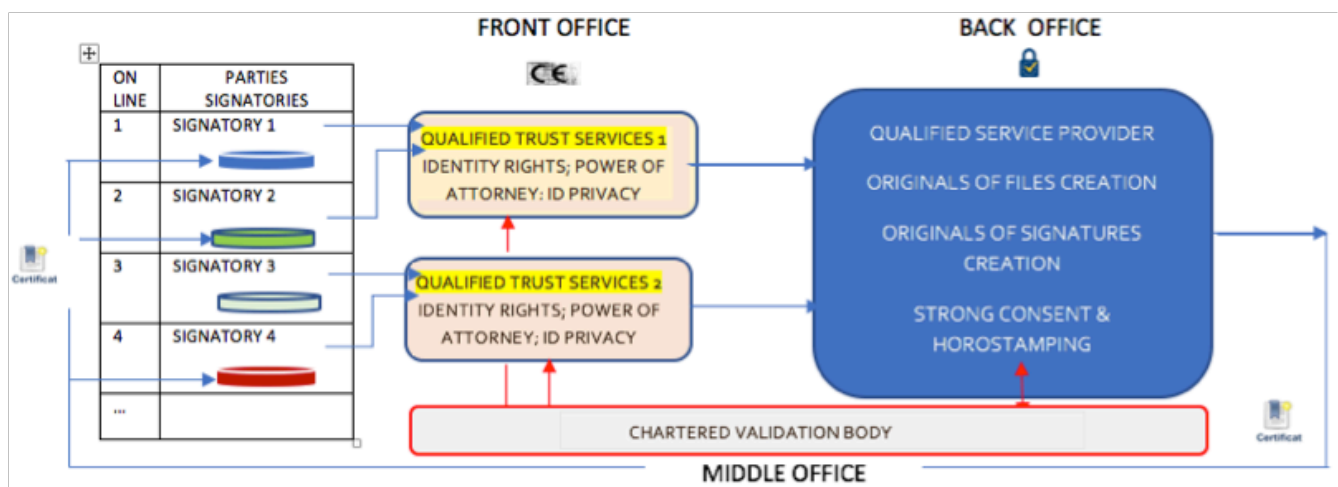 FRONT OFFICE
BACK OFFICE
CE
ON LINE
PARTIES SIGNATORIES
1
SIGNATORY 1
2
SIGNATORY 2
3
SIGNATORY 3
4
SIGNATORY 4
...
Certificat
QUALIFIED TRUST SERVICES 1
IDENTITY RIGHTS; POWER OF
ATTORNEY: ID PRIVACY
QUALIFIED TRUST SERVICES 2
IDENTITY RIGHTS; POWER OF
ATTORNEY; ID PRIVACY
QUALIFIED SERVICE PROVIDER
ORIGINALS OF FILES CREATION
ORIGINALS OF SIGNATURES
CREATION
STRONG CONSENT &
HOROSTAMPING
CHARTERED VALIDATION BODY
Certificat
MIDDLE OFFICE